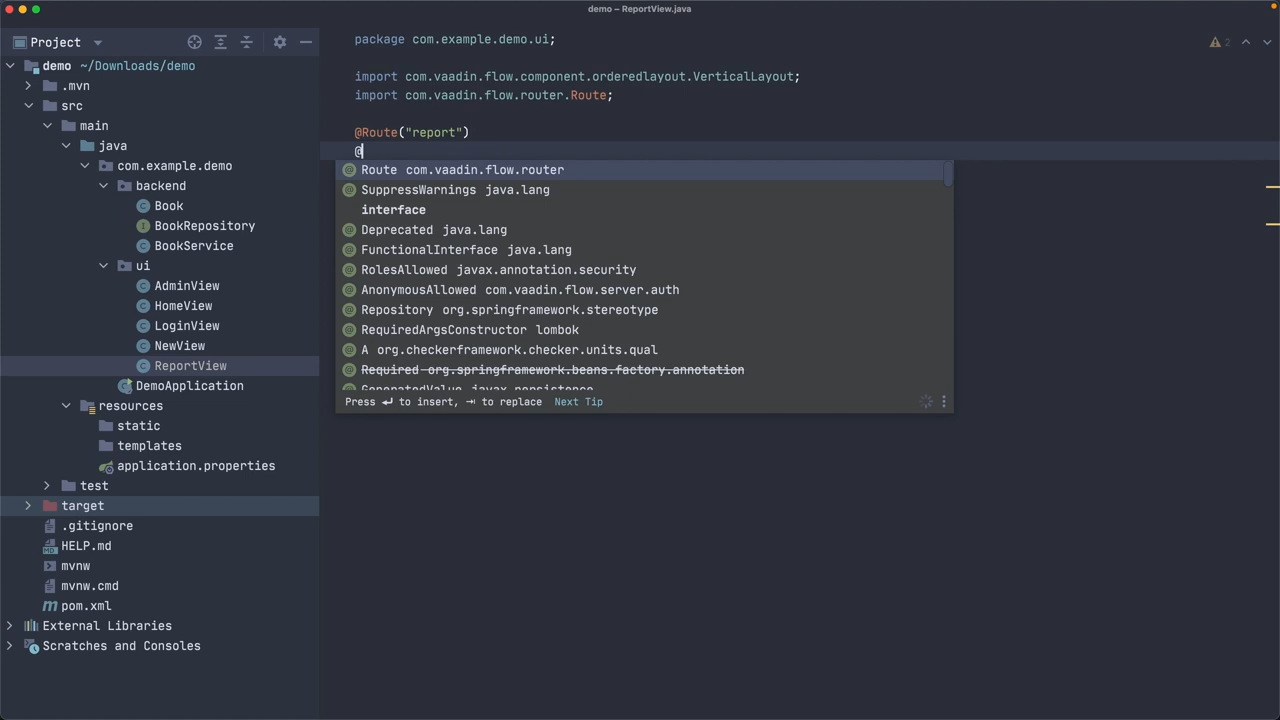 demo – ReportView.java
Project
demo ~/Downloads/demo
.mvn
src
main
java
com.example.demo
backend
Book
BookRepository
BookService
ui
AdminView
HomeView
LoginView
NewView
ReportView
DemoApplication
resources
static
templates
application.properties
test
target
.gitignore
HELP.md
mvnw
mvnw.cmd
pom.xml
External Libraries
Scratches and Consoles
package com.example.demo.ui;
import com.vaadin.flow.component.orderedlayout.VerticalLayout;
import com.vaadin.flow.router.Route;
@Route("report")
@
Route com.vaadin.flow.router
SuppressWarnings java.lang
interface
Deprecated java.lang
FunctionalInterface java.lang
RolesAllowed javax.annotation.security
AnonymousAllowed com.vaadin.flow.server.auth
Repository org.springframework.stereotype
RequiredArgsConstructor lombok
A org.checkerframework.checker.units.qual
Required org.springframework.beans.factory.annotation
GeneratedValue javax.persistence
Press ↵ to insert, ⇥ to replace Next Tip
2